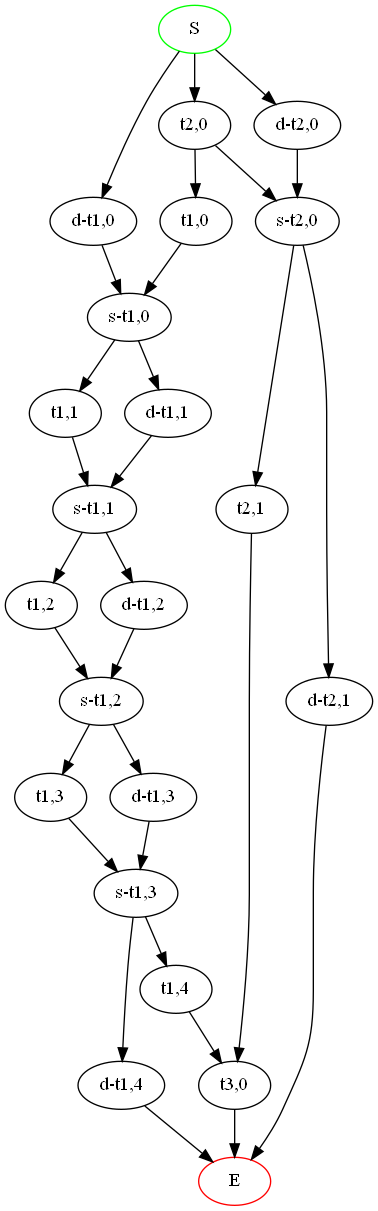 S
t2,0
d-t2,0
d-t1,0
t1,0
s-t2,0
s-t1,0
t1,1
d-t1,1
s-t1,1
t2,1
t1,2
d-t1,2
s-t1,2
d-t2,1
t1,3
d-t1,3
s-t1,3
t1,4
d-t1,4
t3,0
E